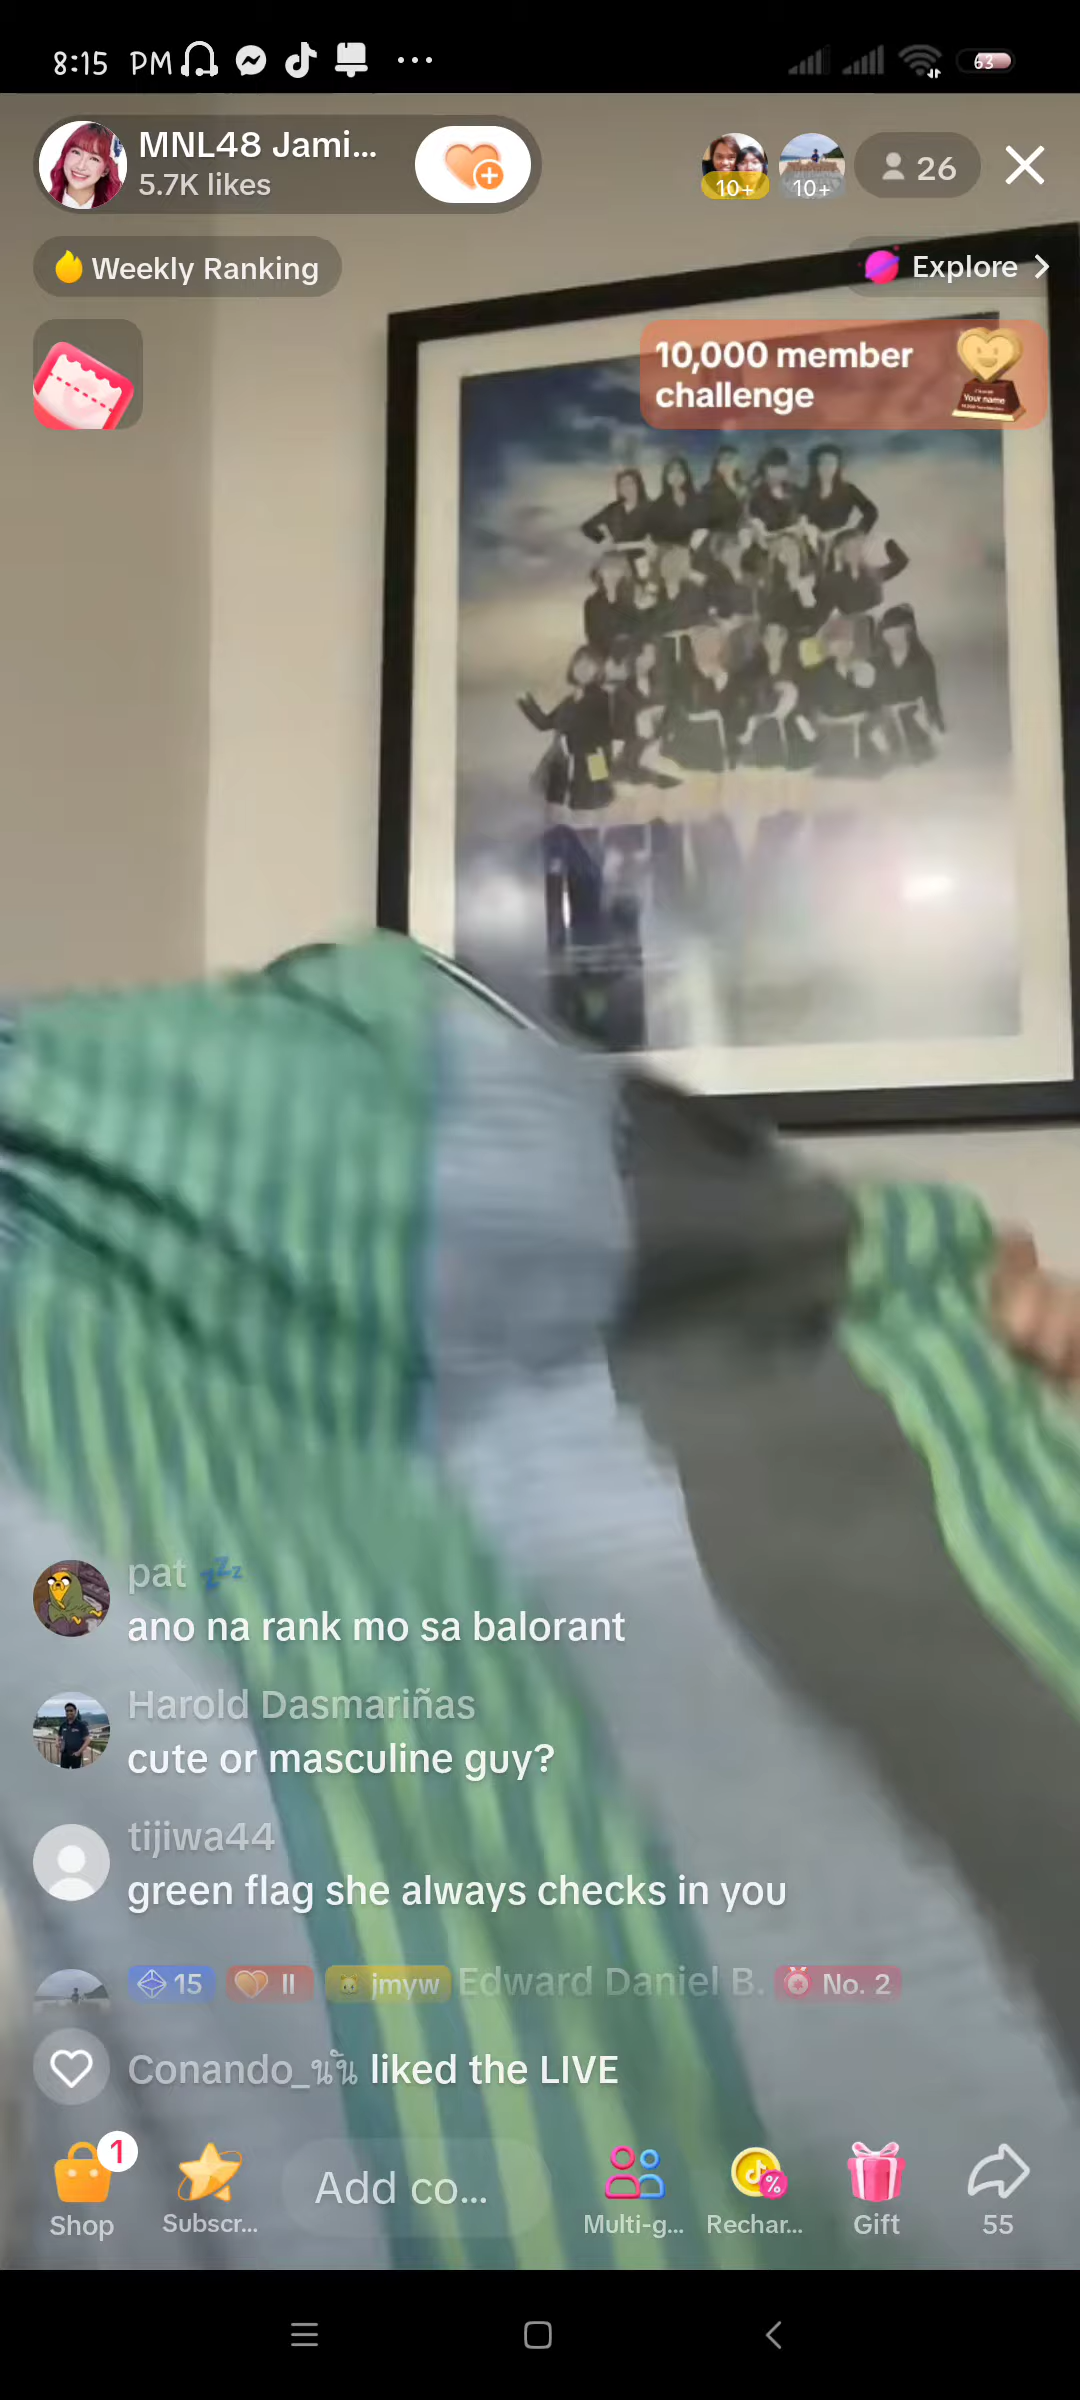 8:15 PM
63
MNL48 Jami...
5.7K likes
10+
10+
26
Weekly Ranking
Explore
10,000 member
challenge
Your name
pat 💤
ano na rank mo sa balorant
Harold Dasmariñas
cute or masculine guy?
tijiwa44
green flag she always checks in you
15 II jmyw Edward Daniel B. No. 2
Conando_นัน liked the LIVE
1
Add co...
Shop
Subscr...
Multi-g...
Rechar...
Gift
55